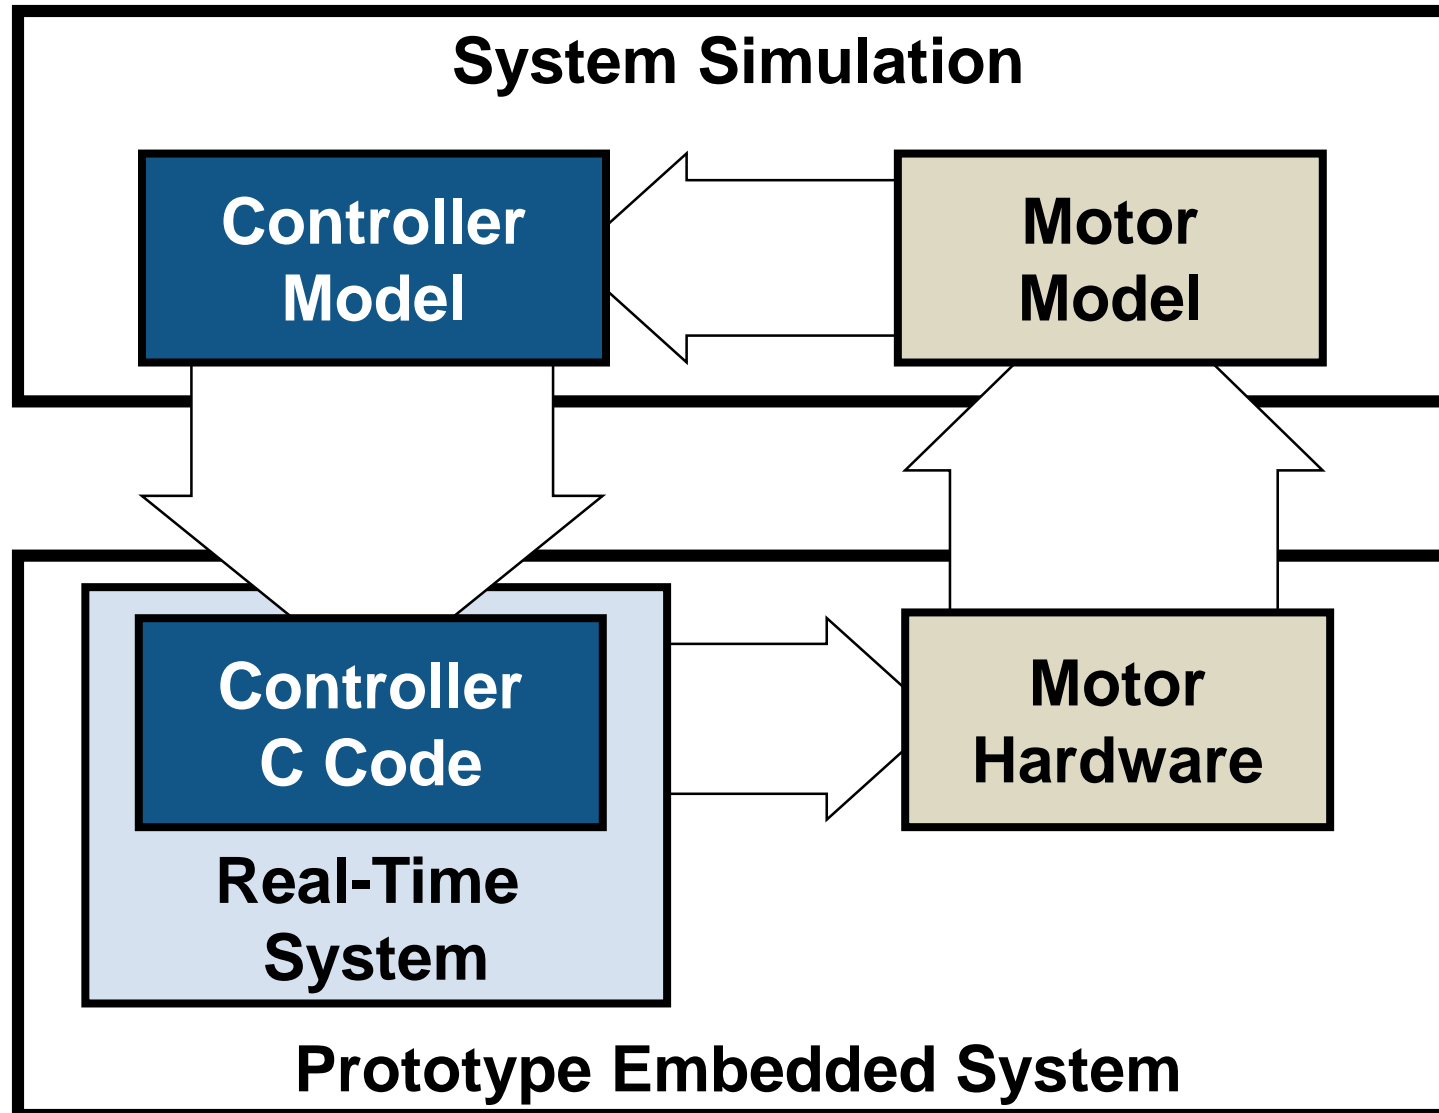 System Simulation
Controller
Model
Motor
Model
Controller
C Code
Motor
Hardware
Real-Time
System
Prototype Embedded System